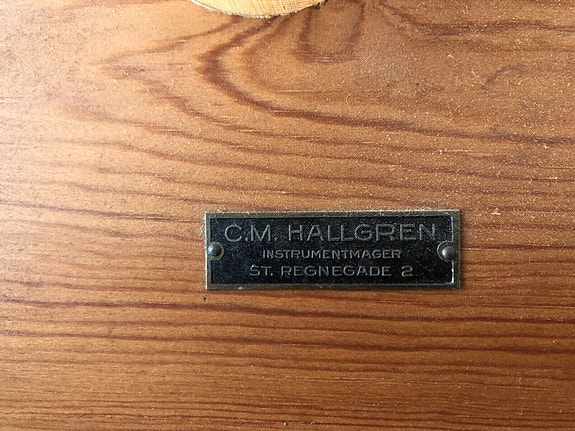 C.M. HALLGREN
INSTRUMENTMAGER
ST. REGNEGADE 2